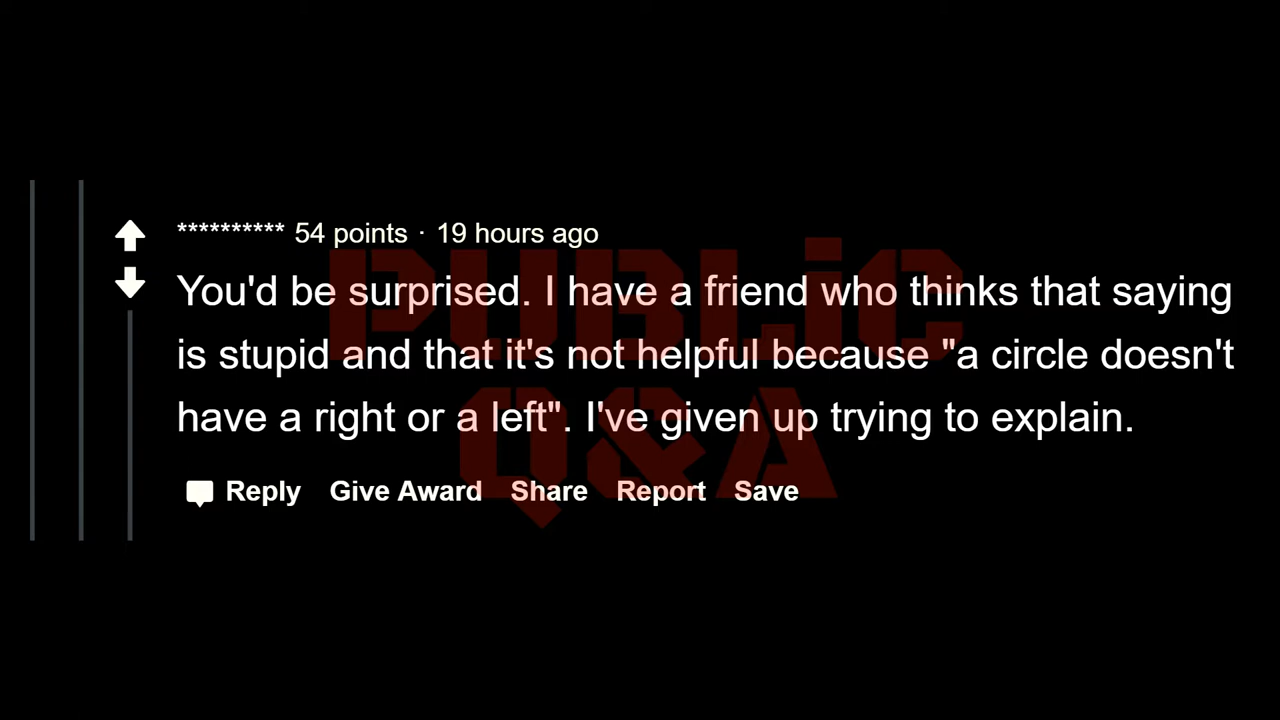 ********** 54 points · 19 hours ago
You'd be surprised. I have a friend who thinks that saying
is stupid and that it's not helpful because "a circle doesn't
have a right or a left". I've given up trying to explain.
Reply Give Award Share Report Save
PUBLiC
Q&A